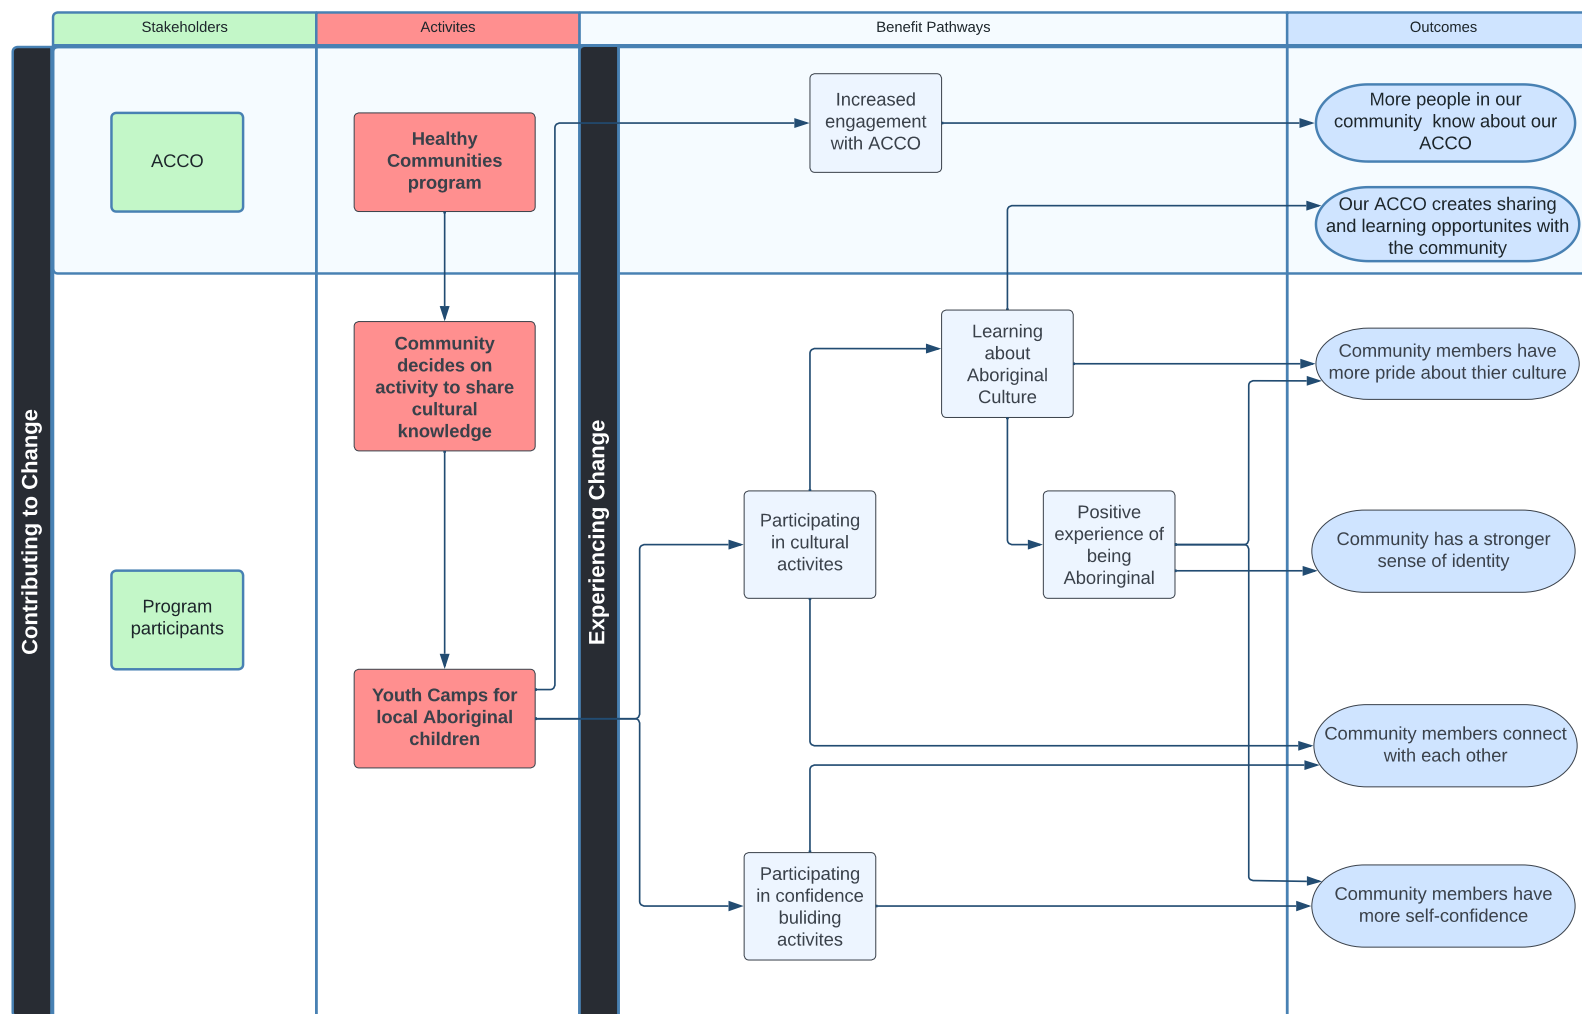 Stakeholders
Activites
Benefit Pathways
Outcomes
Contributing to Change
Experiencing Change
ACCO
Healthy
Communities
program
Increased
engagement
with ACCO
More people in our
community  know about our
ACCO
Our ACCO creates sharing
and learning opportunites with
the community
Community
decides on
activity to share
cultural
knowledge
Learning
about
Aboriginal
Culture
Community members have
more pride about thier culture
Participating
in cultural
activites
Positive
experience of
being
Aboringinal
Community has a stronger
sense of identity
Program
participants
Youth Camps for
local Aboriginal
children
Community members connect
with each other
Participating
in confidence
buliding
activites
Community members have
more self-confidence